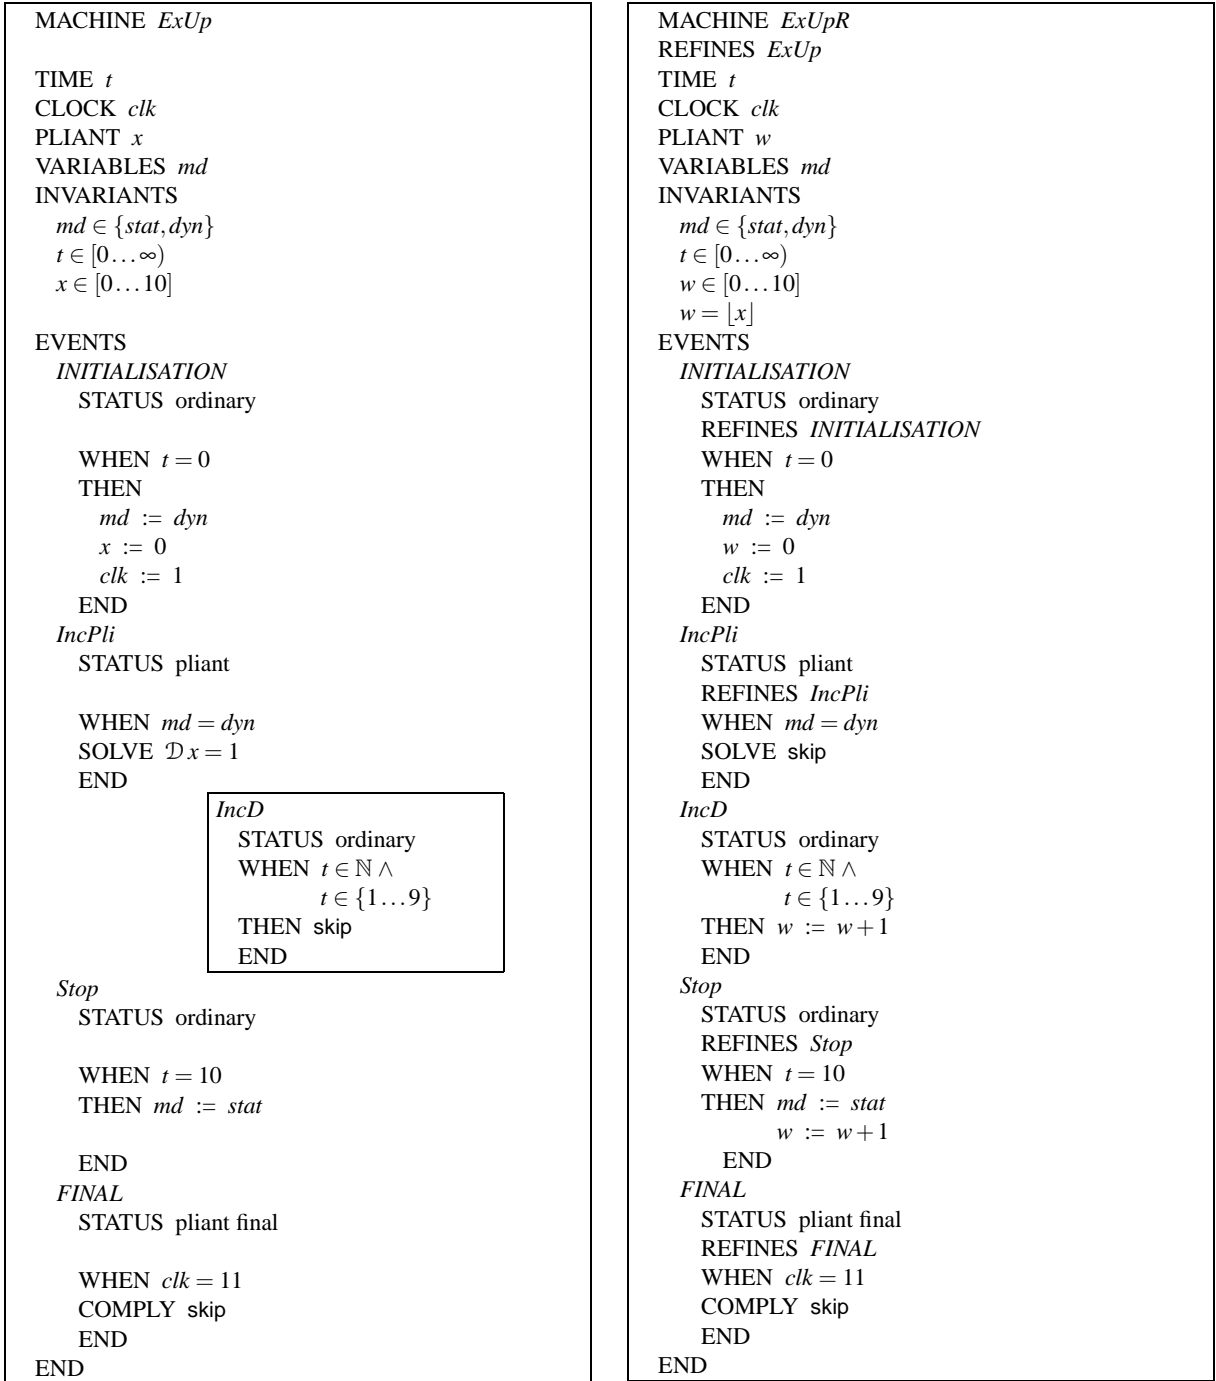 MACHINE ExUp
TIME t
CLOCK clk
PLIANT x
VARIABLES md
INVARIANTS
md ∈ {stat,dyn}
t ∈ [0…∞)
x ∈ [0…10]
EVENTS
INITIALISATION
STATUS ordinary
WHEN t = 0
THEN
md := dyn
x := 0
clk := 1
END
IncPli
STATUS pliant
WHEN md = dyn
SOLVE 𝒟 x = 1
END
IncD
STATUS ordinary
WHEN t ∈ ℕ ∧
t ∈ {1…9}
THEN skip
END
Stop
STATUS ordinary
WHEN t = 10
THEN md := stat
END
FINAL
STATUS pliant final
WHEN clk = 11
COMPLY skip
END
END
MACHINE ExUpR
REFINES ExUp
TIME t
CLOCK clk
PLIANT w
VARIABLES md
INVARIANTS
md ∈ {stat,dyn}
t ∈ [0…∞)
w ∈ [0…10]
w = ⌊x⌋
EVENTS
INITIALISATION
STATUS ordinary
REFINES INITIALISATION
WHEN t = 0
THEN
md := dyn
w := 0
clk := 1
END
IncPli
STATUS pliant
REFINES IncPli
WHEN md = dyn
SOLVE skip
END
IncD
STATUS ordinary
WHEN t ∈ ℕ ∧
t ∈ {1…9}
THEN w := w + 1
END
Stop
STATUS ordinary
REFINES Stop
WHEN t = 10
THEN md := stat
w := w + 1
END
FINAL
STATUS pliant final
REFINES FINAL
WHEN clk = 11
COMPLY skip
END
END